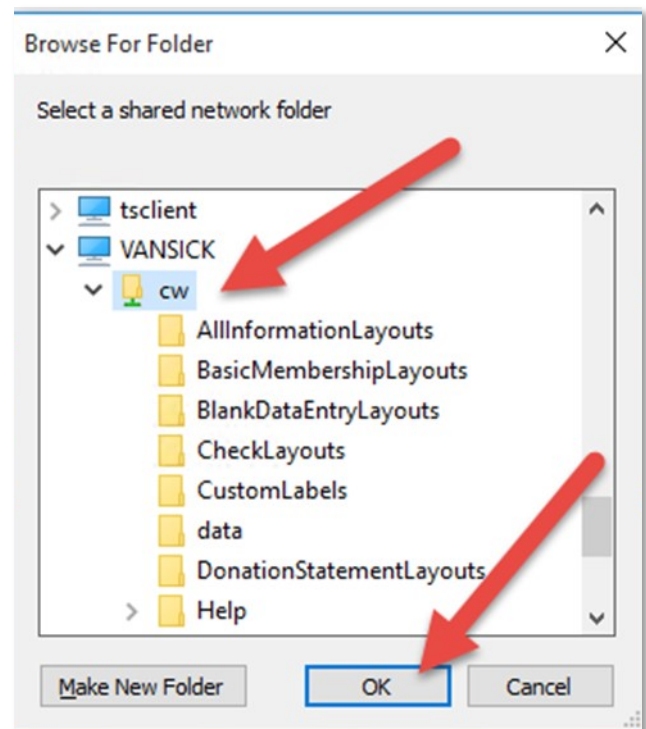 Browse For Folder
Select a shared network folder
tsclient
VANSICK
cw
AllInformationLayouts
BasicMembershipLayouts
BlankDataEntryLayouts
CheckLayouts
CustomLabels
data
DonationStatementLayouts
Help
Make New Folder OK Cancel